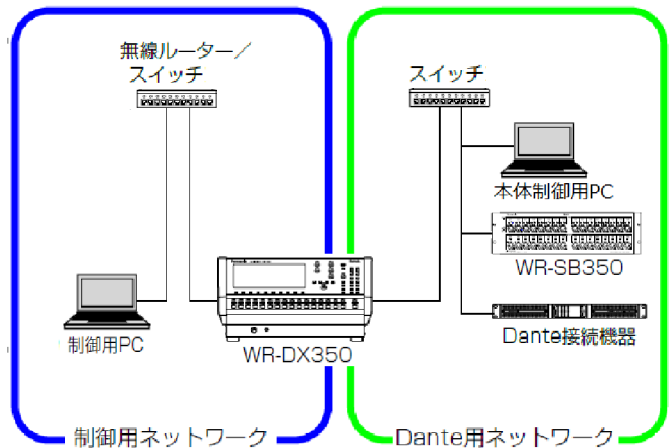 無線ルーター／
スイッチ
スイッチ
本体制御用PC
WR-SB350
Dante接続機器
制御用PC
WR-DX350
制御用ネットワーク
Dante用ネットワーク